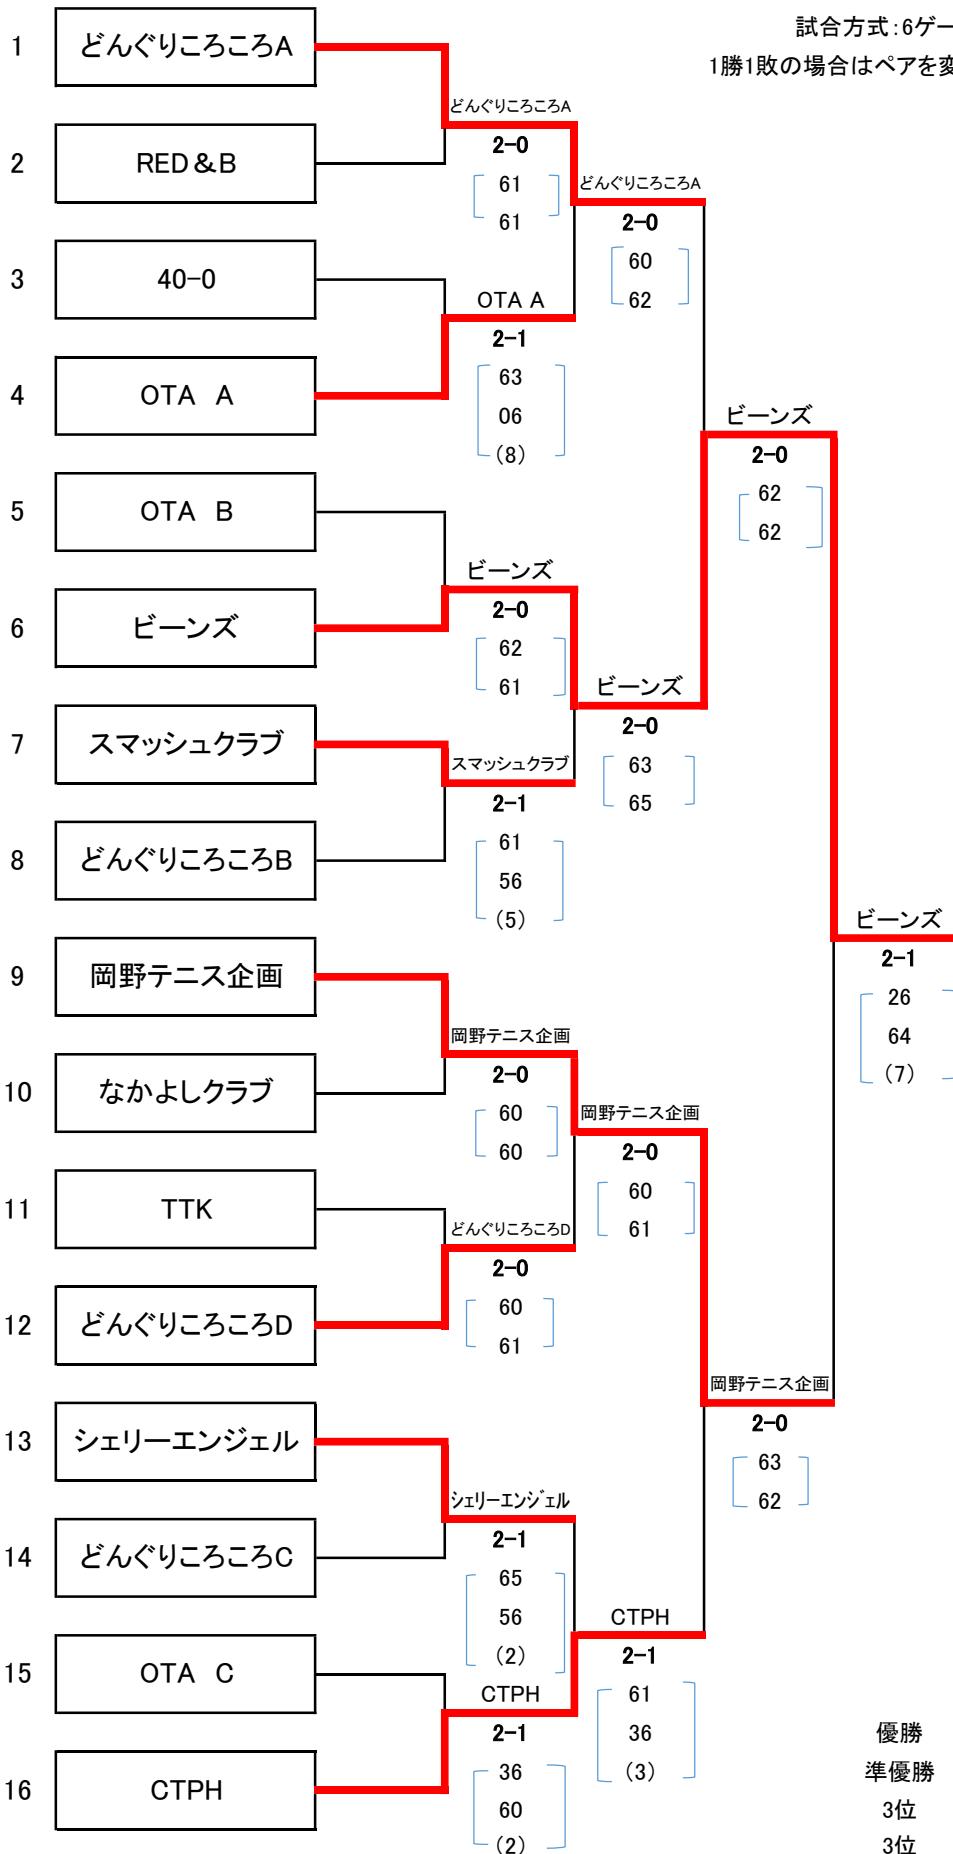 試合方式：6ゲー
1勝1敗の場合はペアを変
1 どんぐりころころA
2 RED＆B
3 40-0
4 OTA A
5 OTA B
6 ビーンズ
7 スマッシュクラブ
8 どんぐりころころB
9 岡野テニス企画
10 なかよしクラブ
11 TTK
12 どんぐりころころD
13 シェリーエンジェル
14 どんぐりころころC
15 OTA C
16 CTPH
どんぐりころころA
2-0
61
61
OTA A
2-1
63
06
(8)
ビーンズ
2-0
62
61
スマッシュクラブ
2-1
61
56
(5)
岡野テニス企画
2-0
60
60
どんぐりころころD
2-0
60
61
シェリーエンジェル
2-1
65
56
(2)
CTPH
2-1
36
60
(2)
どんぐりころころA
2-0
60
62
ビーンズ
2-0
63
65
岡野テニス企画
2-0
60
61
CTPH
2-1
61
36
(3)
ビーンズ
2-0
62
62
岡野テニス企画
2-0
63
62
ビーンズ
2-1
26
64
(7)
優勝
準優勝
3位
3位